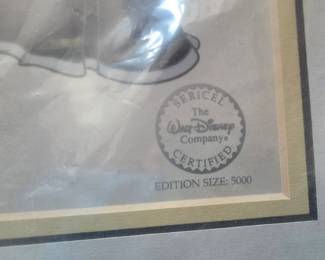 SERICEL
The
Walt Disney
Company®
CERTIFIED
EDITION SIZE: 5000